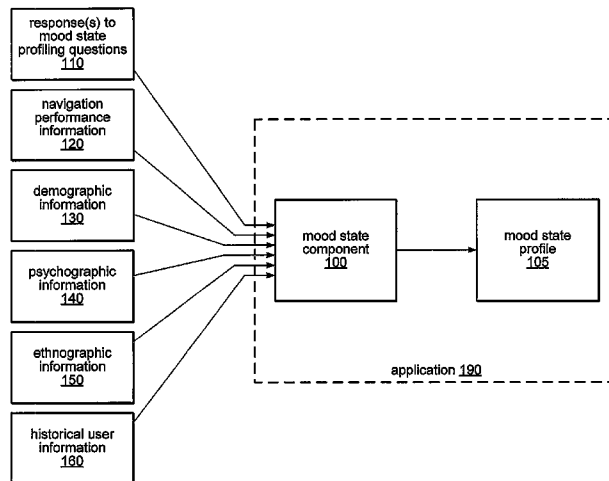 response(s) to
mood state
profiling questions
110
navigation
performance
information
120
demographic
information
130
psychographic
information
140
ethnographic
information
150
historical user
information
160
mood state
component
100
mood state
profile
105
application 190